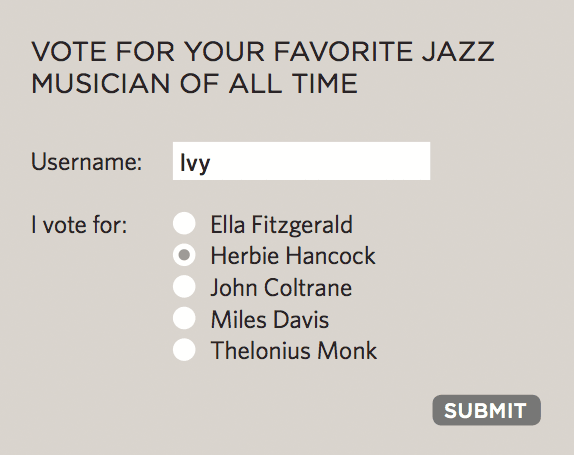 VOTE FOR YOUR FAVORITE JAZZ
MUSICIAN OF ALL TIME
Username: Ivy
I vote for: Ella Fitzgerald
Herbie Hancock
John Coltrane
Miles Davis
Thelonius Monk
SUBMIT